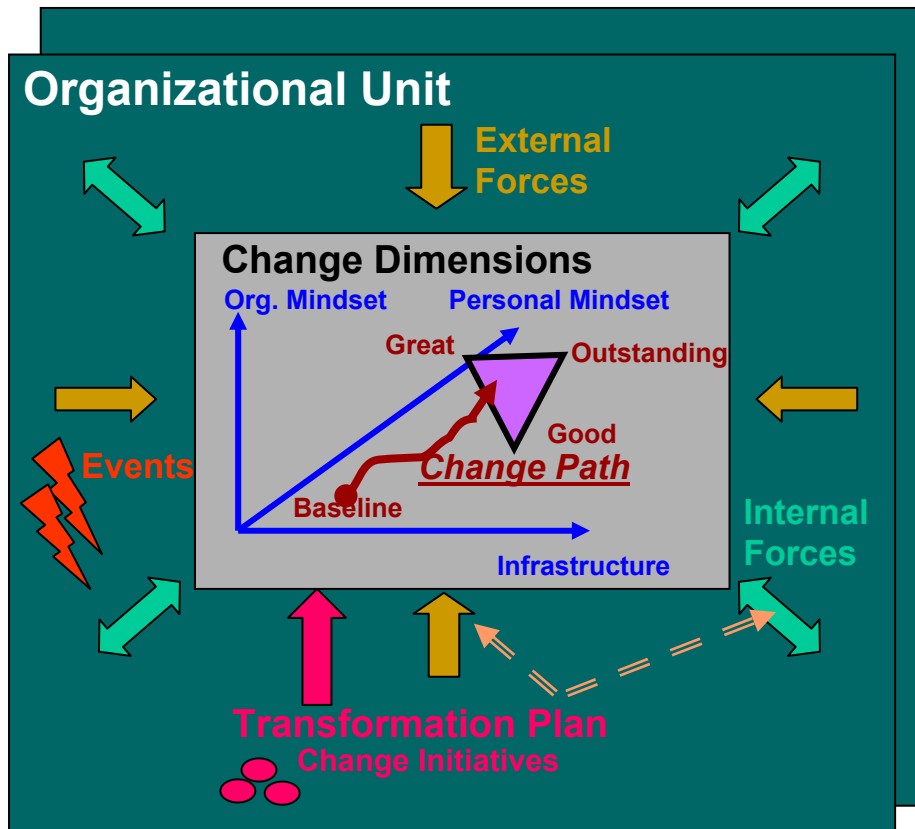 Organizational Unit
External
Forces
Change Dimensions
Org. Mindset
Personal Mindset
Great
Outstanding
Good
Change Path
Baseline
Infrastructure
Events
Internal
Forces
Transformation Plan
Change Initiatives